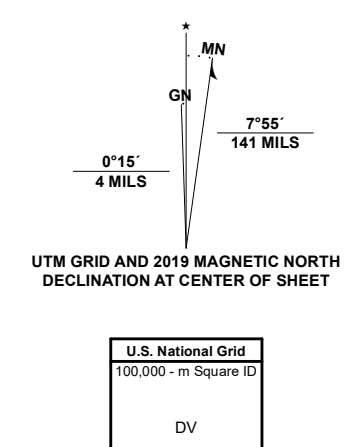 ★
MN
GN
7°55´
141 MILS
0°15´
4 MILS
UTM GRID AND 2019 MAGNETIC NORTH
DECLINATION AT CENTER OF SHEET
U.S. National Grid
100,000 - m Square ID
DV